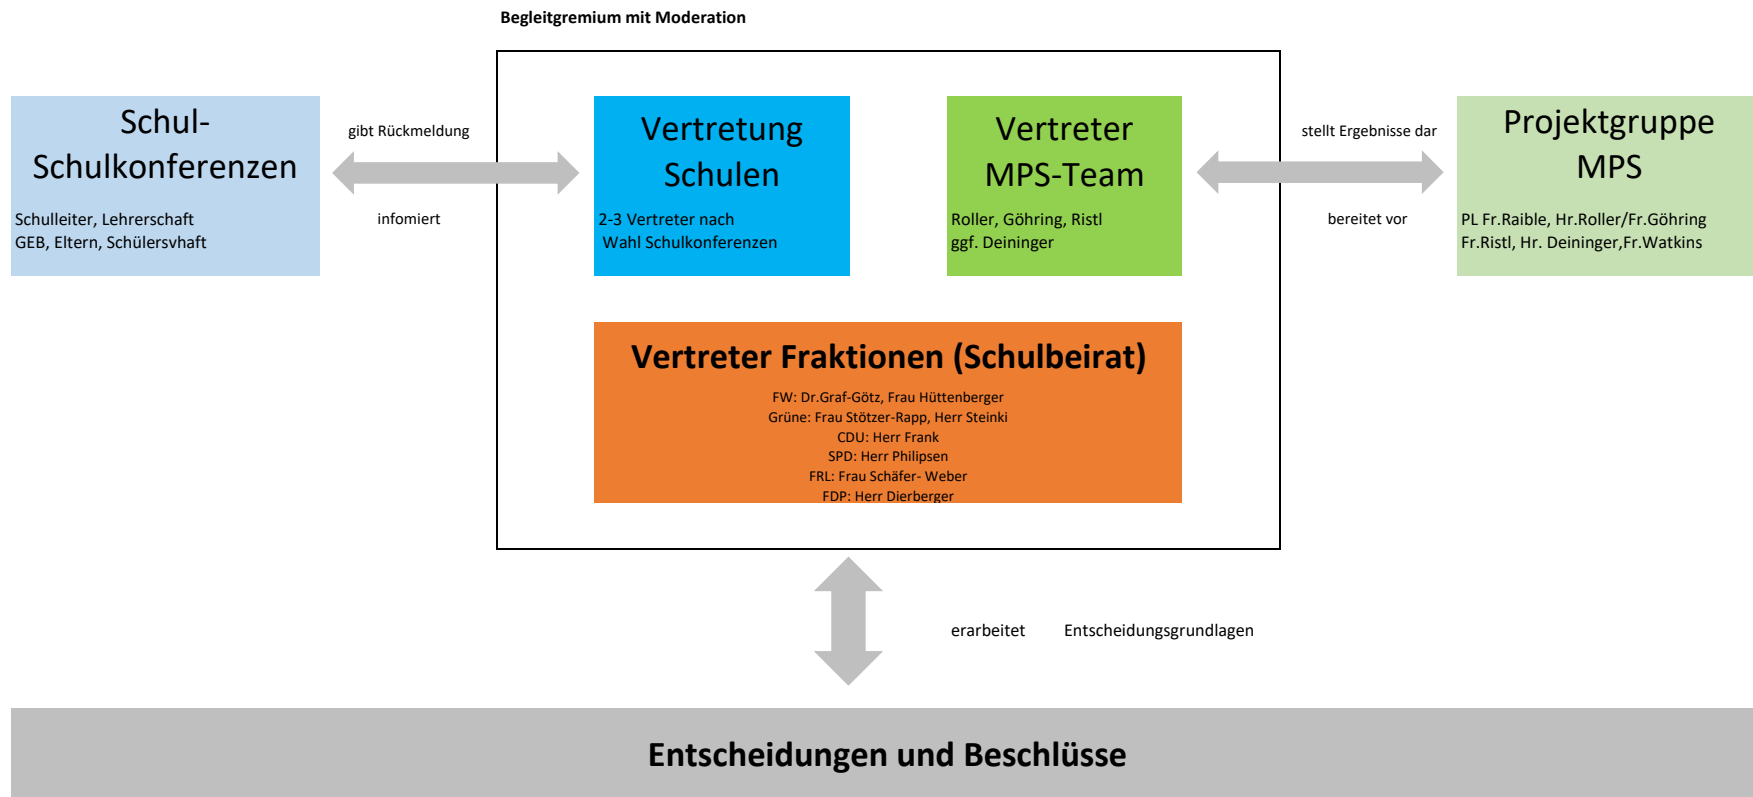 Begleitgremium mit Moderation
Schul-
Schulkonferenzen
Schulleiter, Lehrerschaft
GEB, Eltern, Schülersvhaft
gibt Rückmeldung
infomiert
Vertretung
Schulen
2-3 Vertreter nach
Wahl Schulkonferenzen
Vertreter
MPS-Team
Roller, Göhring, Ristl
ggf. Deininger
stellt Ergebnisse dar
bereitet vor
Projektgruppe
MPS
PL Fr.Raible, Hr.Roller/Fr.Göhring
Fr.Ristl, Hr. Deininger,Fr.Watkins
Vertreter Fraktionen (Schulbeirat)
FW: Dr.Graf-Götz, Frau Hüttenberger
Grüne: Frau Stötzer-Rapp, Herr Steinki
CDU: Herr Frank
SPD: Herr Philipsen
FRL: Frau Schäfer- Weber
FDP: Herr Dierberger
erarbeitet Entscheidungsgrundlagen
Entscheidungen und Beschlüsse